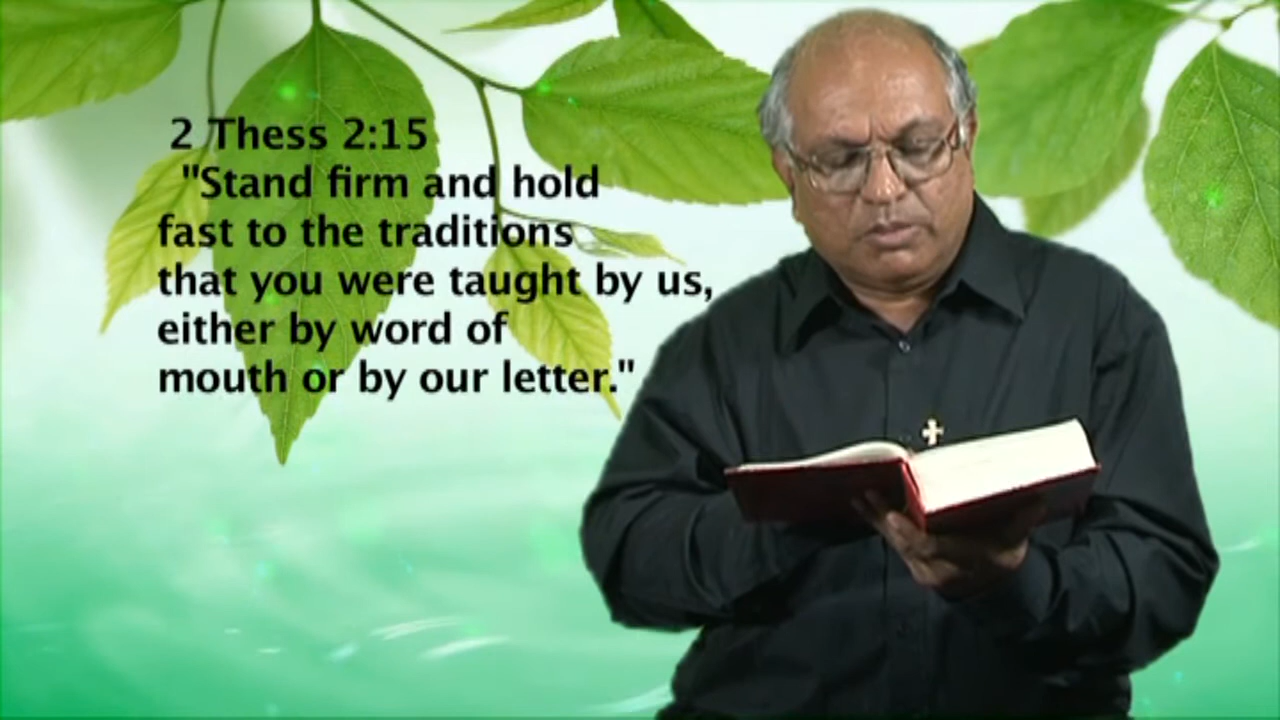 2 Thess 2:15
"Stand firm and hold
fast to the traditions
that you were taught by us,
either by word of
mouth or by our letter."